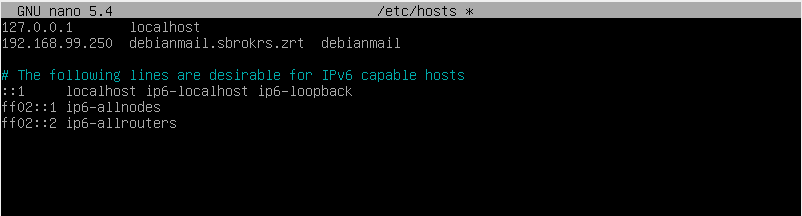 GNU nano 5.4 /etc/hosts *
127.0.0.1 localhost
192.168.99.250 debianmail.sbrokrs.zrt debianmail
# The following lines are desirable for IPv6 capable hosts
::1 localhost ip6-localhost ip6-loopback
ff02::1 ip6-allnodes
ff02::2 ip6-allrouters